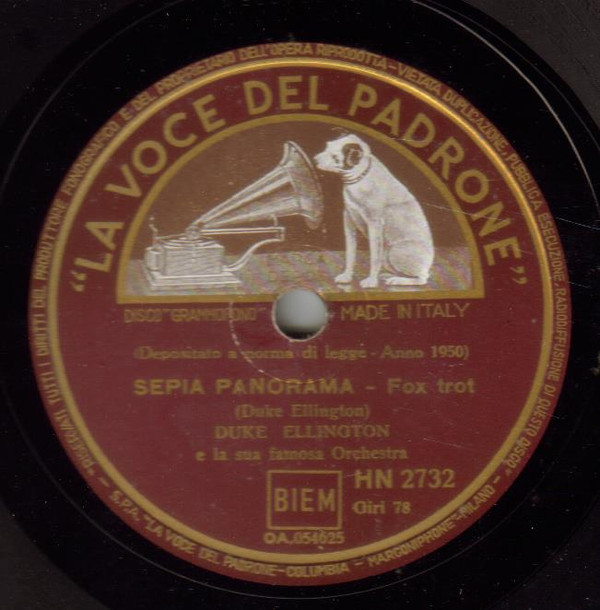 "RISERVATI TUTTI I DIRITTI DEL PRODUTTORE FONOGRAFICO E DEL PROPRIETARIO DELL'OPERA RIPRODOTTA - VIETATA DUPLICAZIONE, PUBBLICA ESECUZIONE, RADIODIFFUSIONE DI QUESTO DISCO"
"LA VOCE DEL PADRONE"
DISCO "GRAMMOFONO" MADE IN ITALY
(Depositato a norma di legge - Anno 1950)
SEPIA PANORAMA - Fox trot
(Duke Ellington)
DUKE ELLINGTON
e la sua famosa Orchestra
BIEM
HN 2732
Giri 78
OA.054625
S.P.A. "LA VOCE DEL PADRONE - COLUMBIA - MARCONIPHONE" - MILANO -